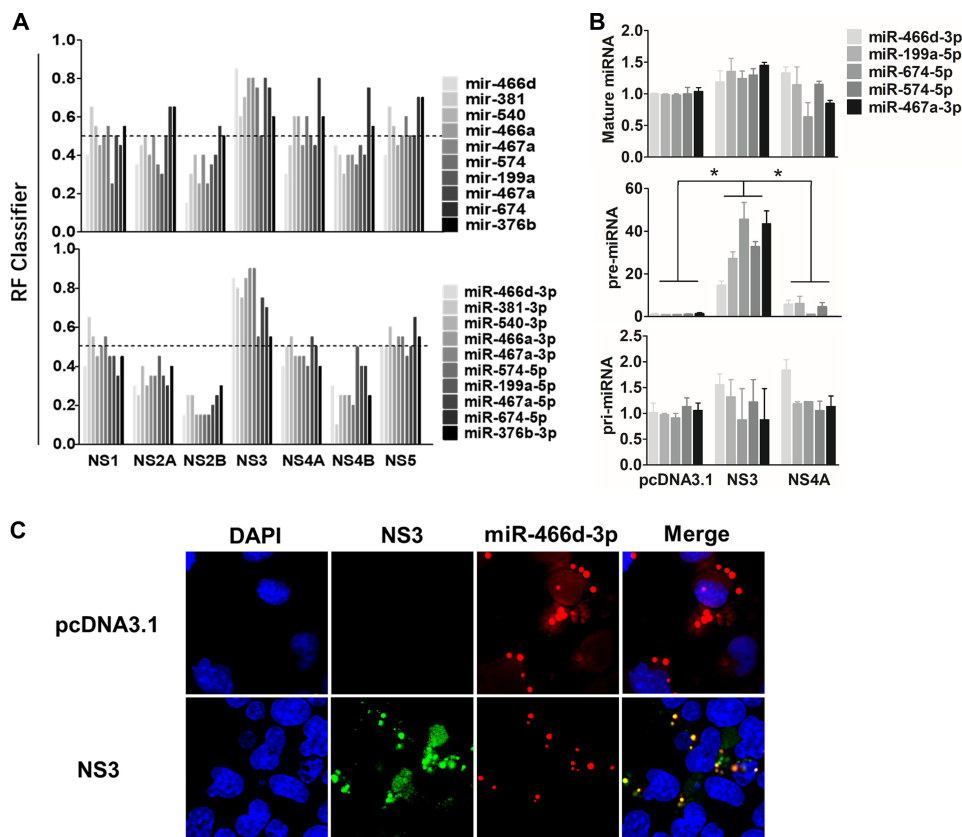 A
RF Classifier
1.0
0.8
0.6
0.4
0.2
0.0
mir-466d
mir-381
mir-540
mir-466a
mir-467a
mir-574
mir-199a
mir-467a
mir-674
mir-376b
1.0
0.8
0.6
0.4
0.2
0.0
miR-466d-3p
miR-381-3p
miR-540-3p
miR-466a-3p
miR-467a-3p
miR-574-5p
miR-199a-5p
miR-467a-5p
miR-674-5p
miR-376b-3p
NS1 NS2A NS2B NS3 NS4A NS4B NS5
B
Mature miRNA
2.0
1.5
1.0
0.5
0.0
miR-466d-3p
miR-199a-5p
miR-674-5p
miR-574-5p
miR-467a-3p
pre-miRNA
60
40
20
0
* *
pri-miRNA
2.5
2.0
1.5
1.0
0.5
0.0
pcDNA3.1 NS3 NS4A
C
DAPI NS3 miR-466d-3p Merge
pcDNA3.1
NS3